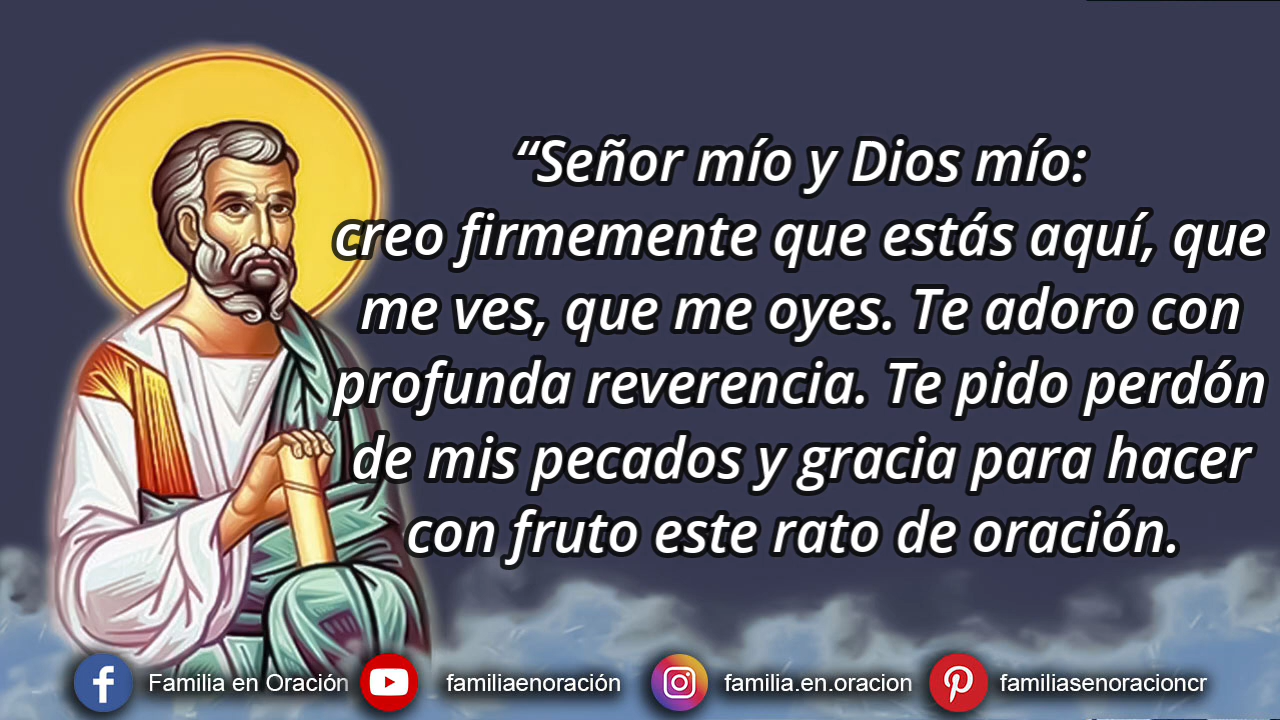 “Señor mío y Dios mío:
creo firmemente que estás aquí, que
me ves, que me oyes. Te adoro con
profunda reverencia. Te pido perdón
de mis pecados y gracia para hacer
con fruto este rato de oración.
Familia en Oración familiaenoración familia.en.oracion familiasenoracioncr